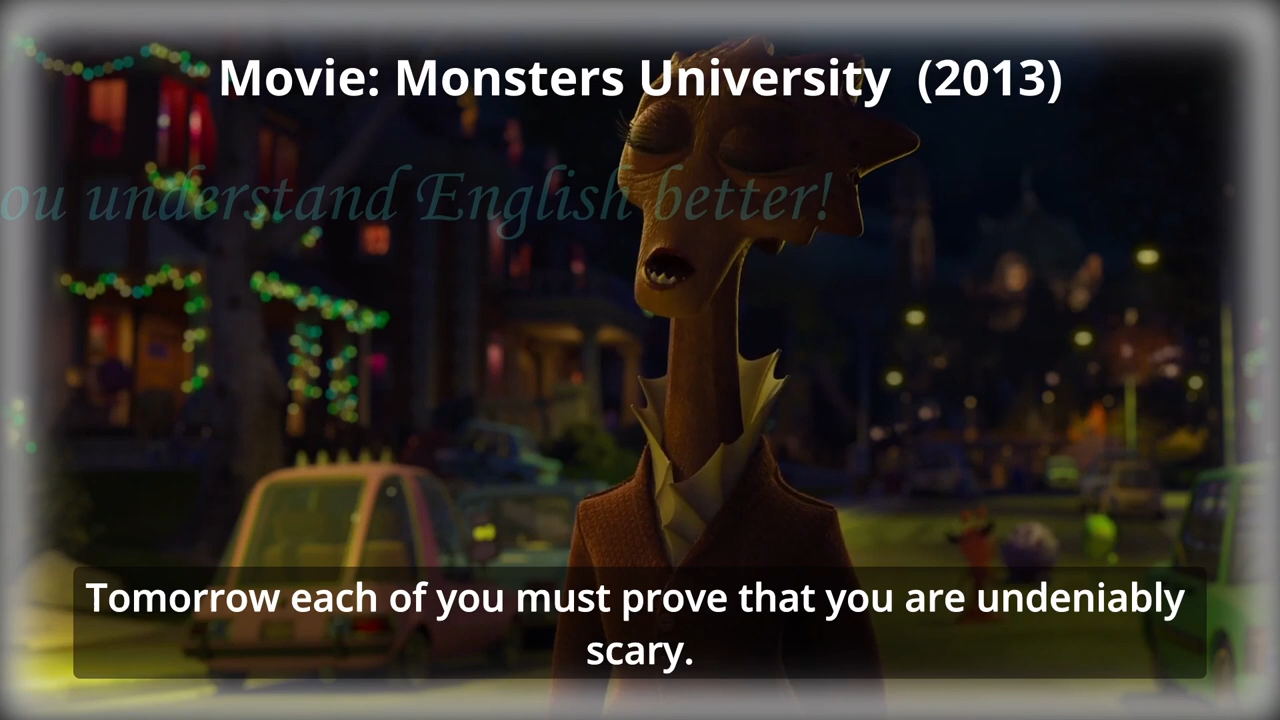 Movie: Monsters University (2013)
ou understand English better!
Tomorrow each of you must prove that you are undeniably
scary.